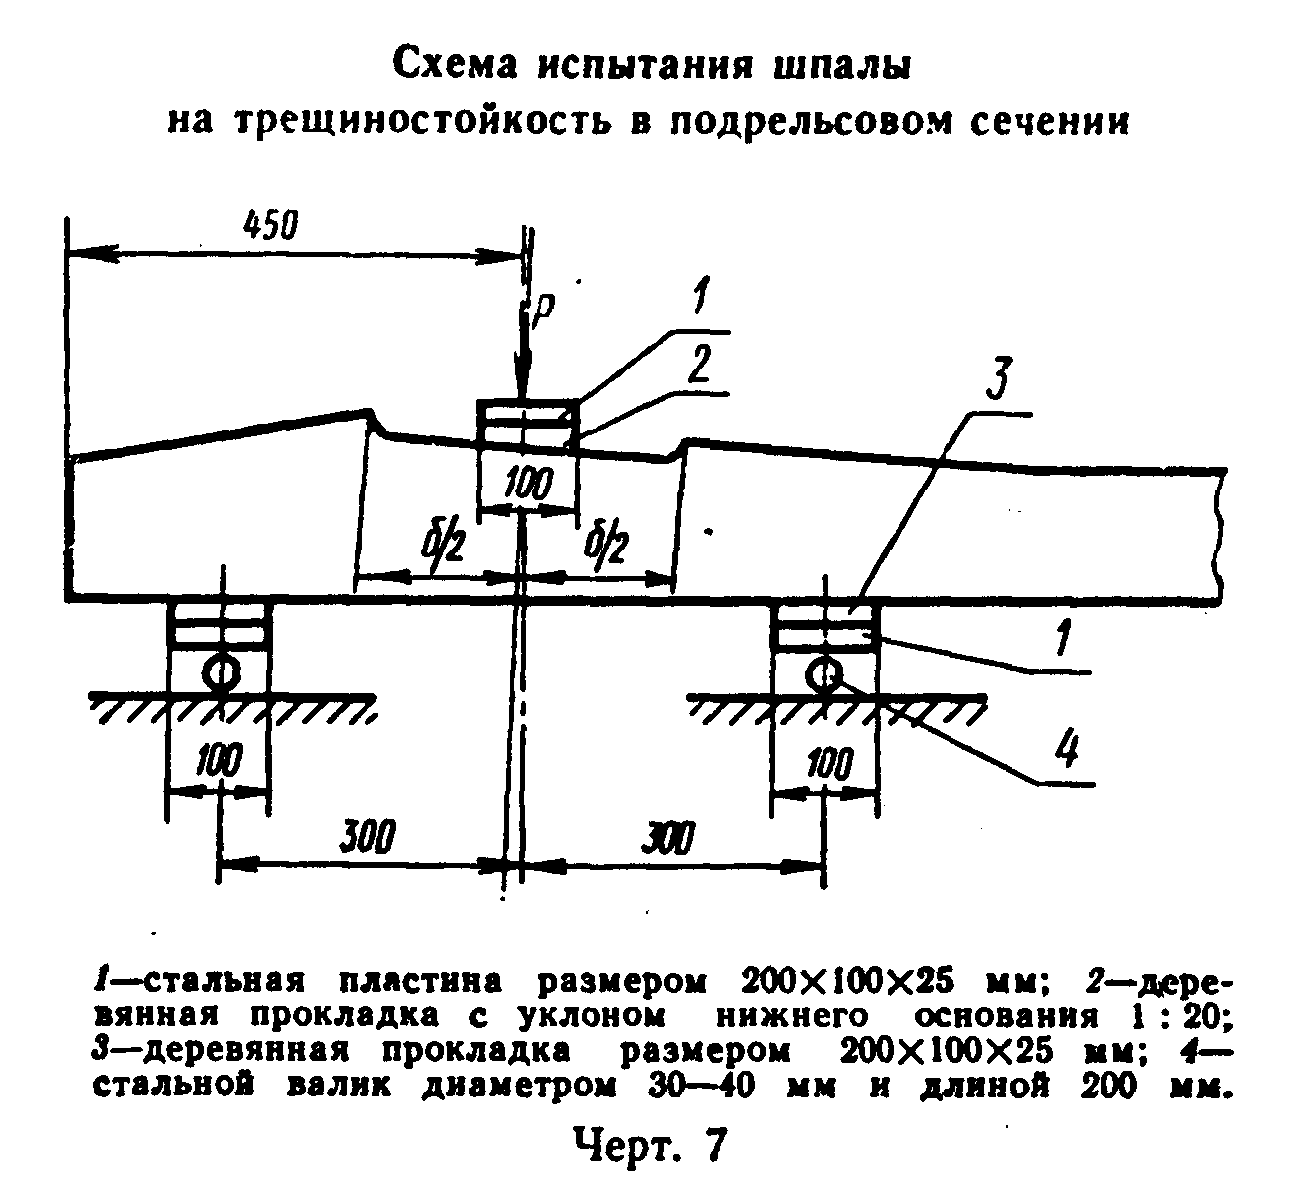 Схема испытания шпалы
на трещиностойкость в подрельсовом сечении
450
P
1
2
3
100
б/2
б/2
1
4
100
100
300
300
1—стальная пластина размером 200×100×25 мм; 2—дере-
вянная прокладка с уклоном нижнего основания 1 : 20;
3—деревянная прокладка размером 200×100×25 мм; 4—
стальной валик диаметром 30—40 мм и длиной 200 мм.
Черт. 7